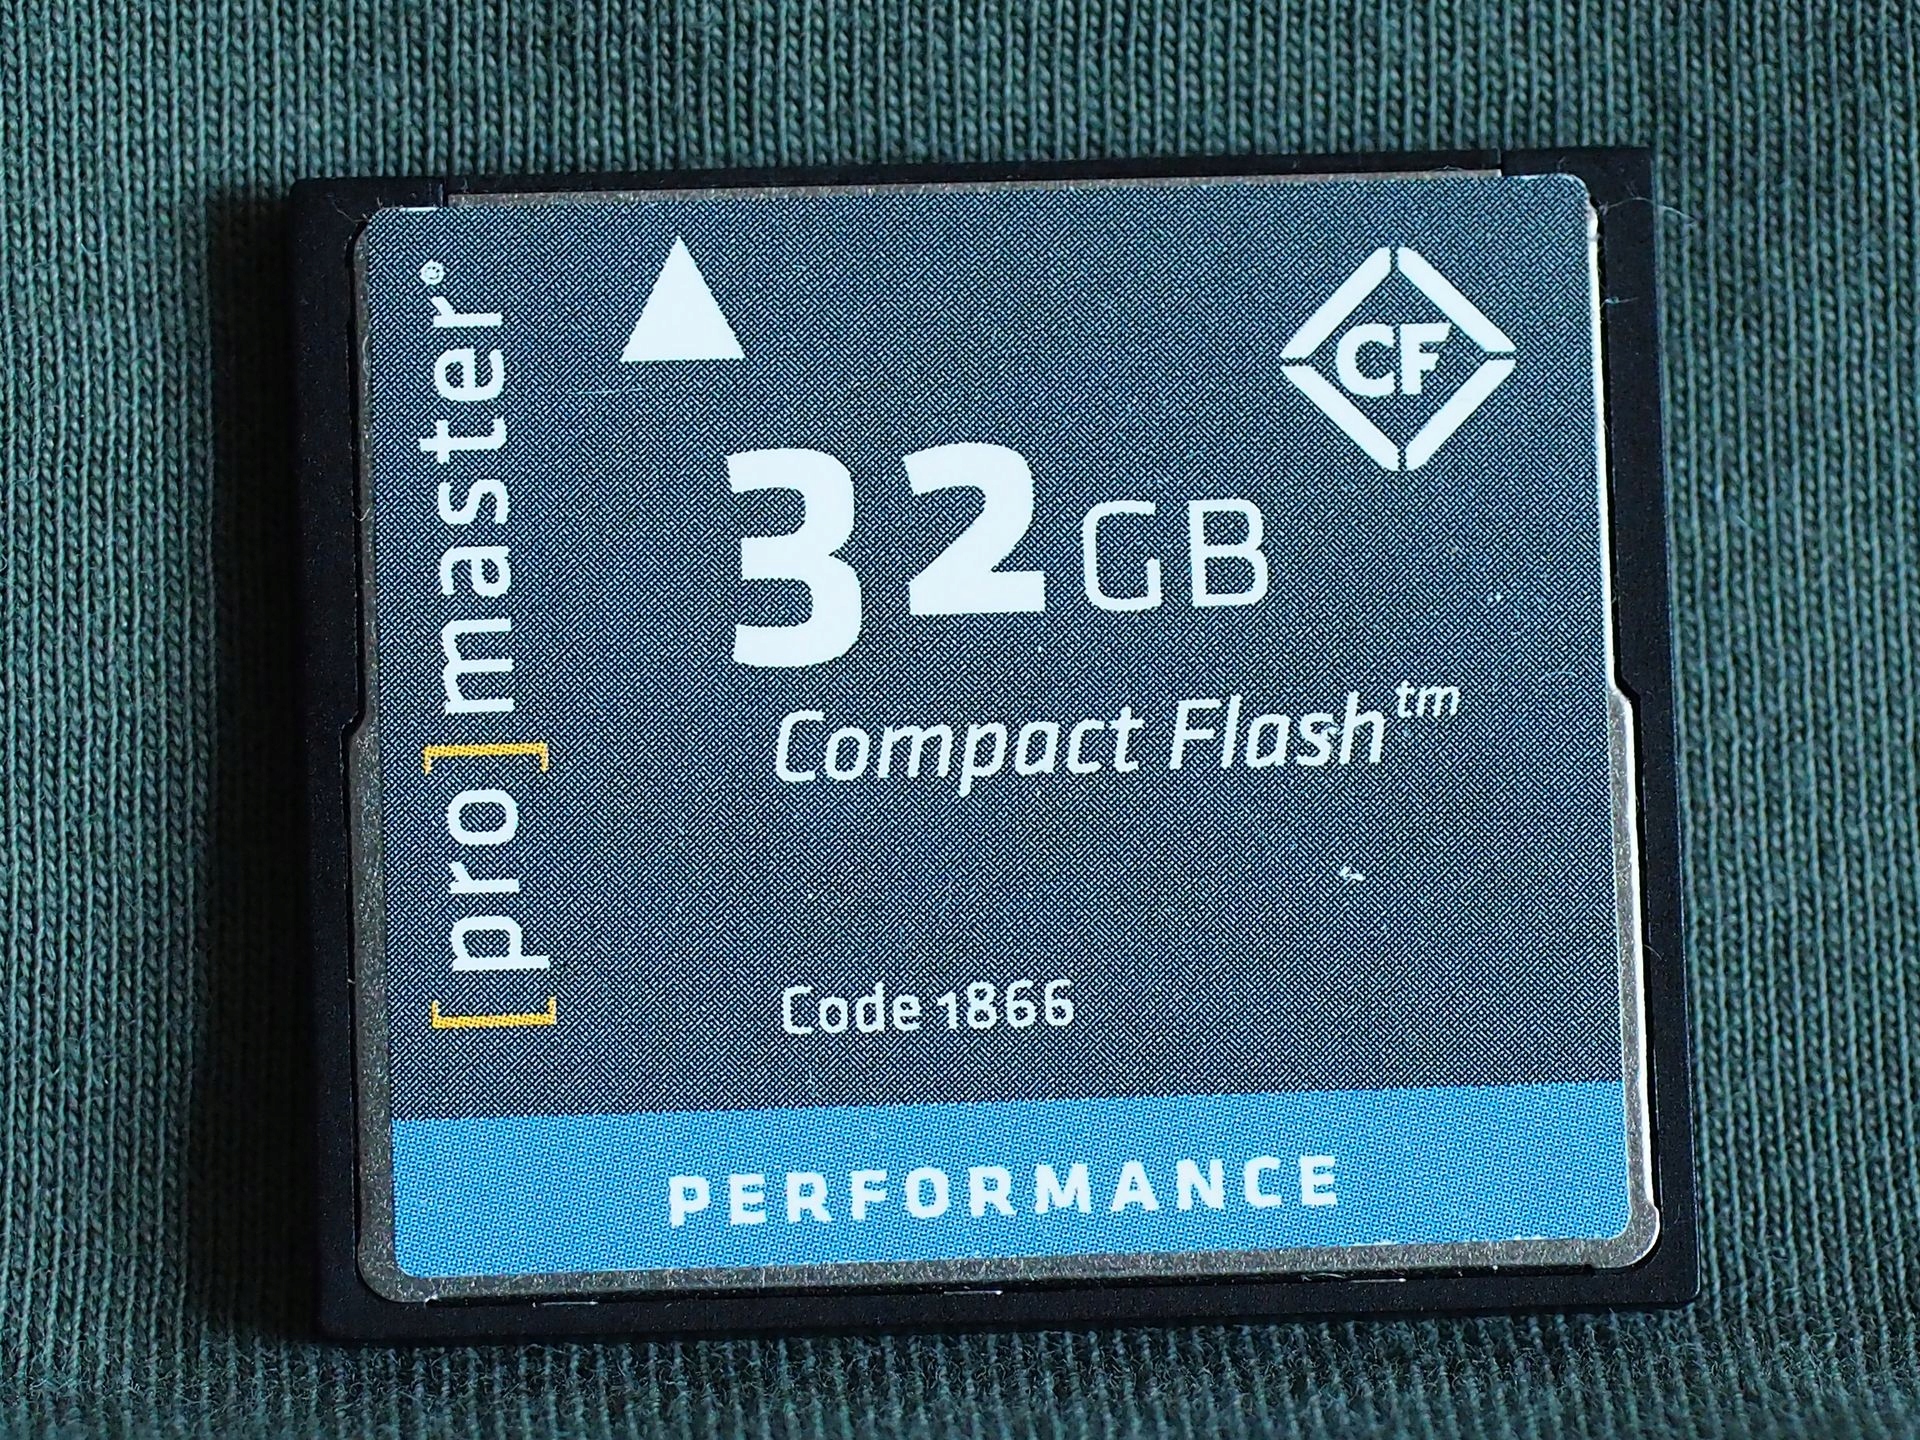 [pro]master®
CF
32GB
Compact Flash™
Code 1866
PERFORMANCE